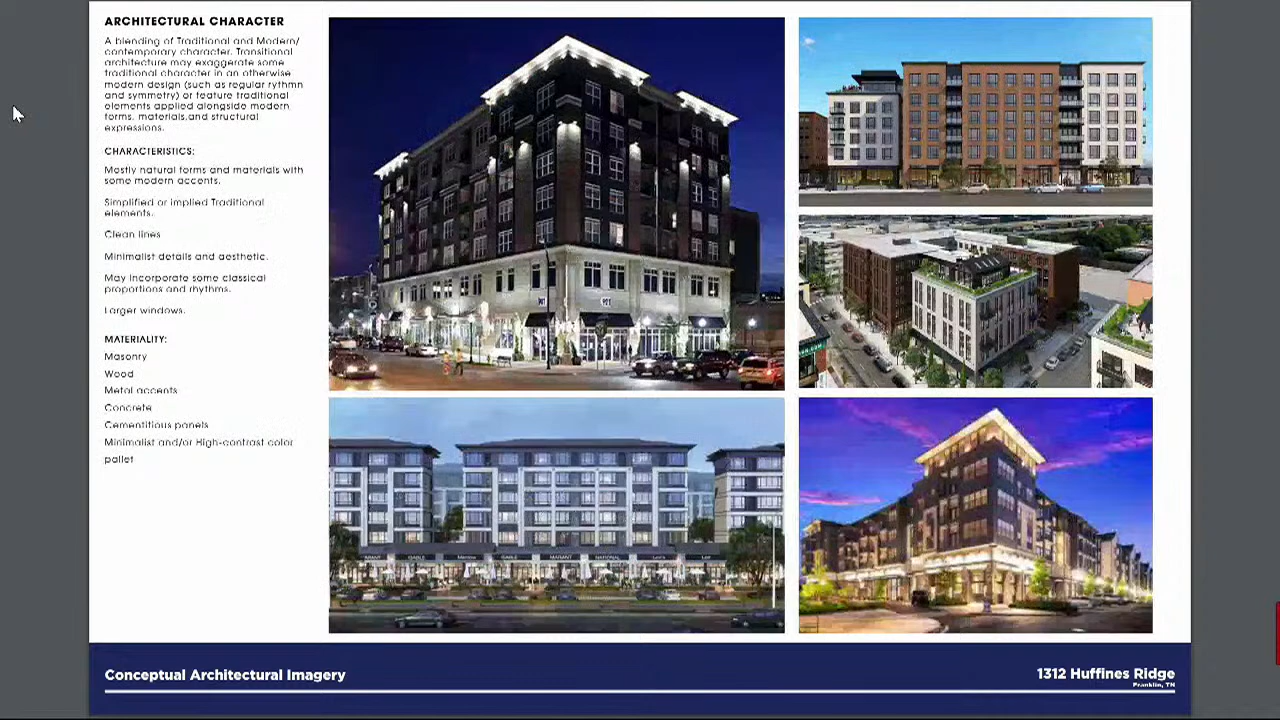 ARCHITECTURAL CHARACTER
A blending of Traditional and Modern/
contemporary character. Transitional
architecture may exaggerate some
traditional character in an otherwise
modern design (such as regular rythmn
and symmetry) or feature traditional
elements applied alongside modern
forms, materials,and structural
expressions.
CHARACTERISTICS:
Mostly natural forms and materials with
some modern accents.
Simplified or implied Traditional
elements.
Clean lines
Minimalist details and aesthetic.
May incorporate some classical
proportions and rhythms.
Larger windows.
MATERIALITY:
Masonry
Wood
Metal accents
Concrete
Cementitious panels
Minimalist and/or High-contrast color
pallet
Conceptual Architectural Imagery
1312 Huffines Ridge
Franklin, TN